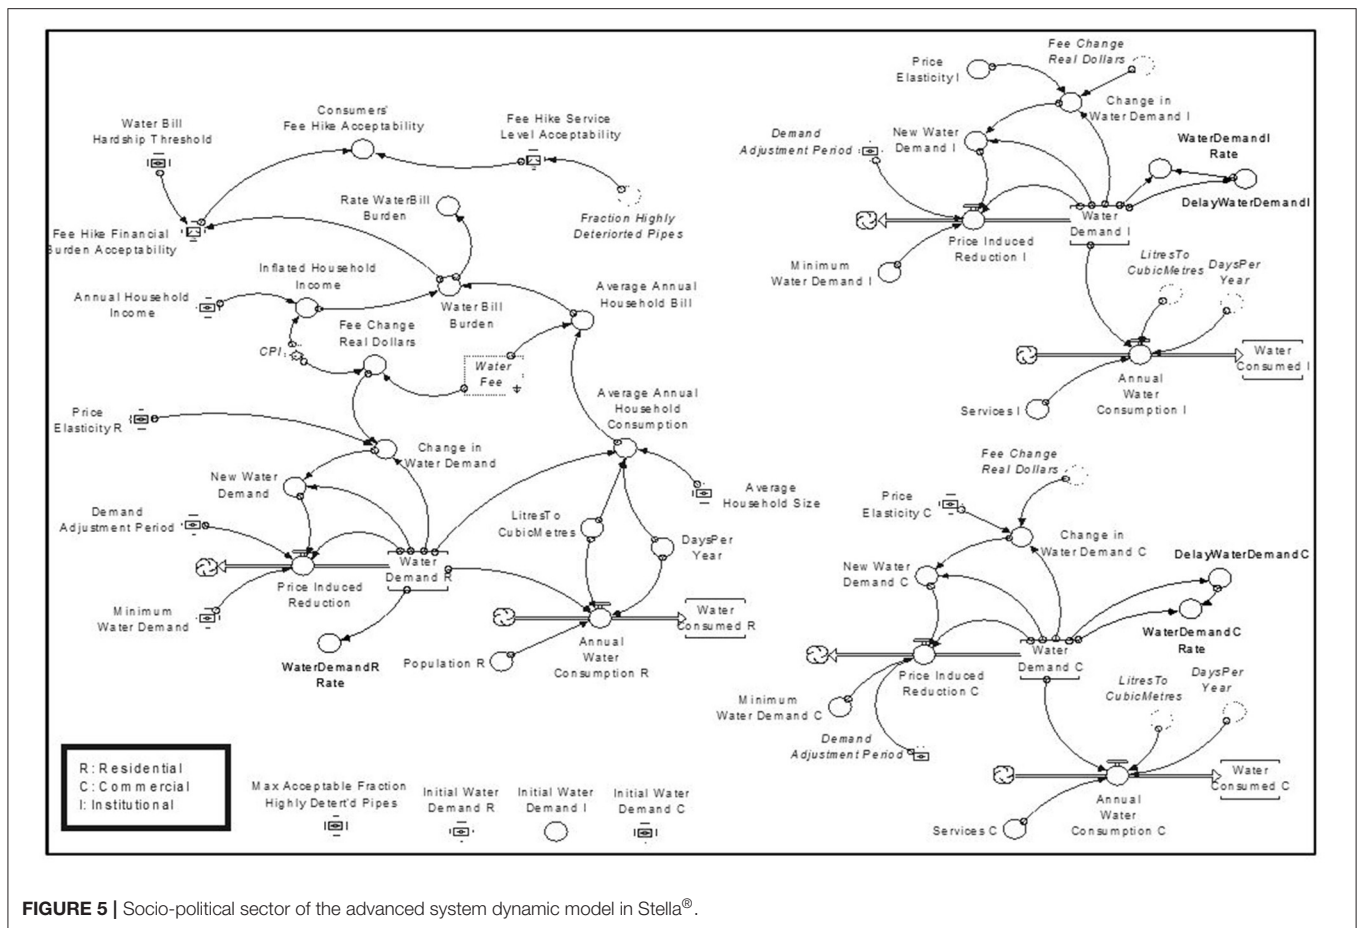 Water Bill
Hardship Threshold
Consumers'
Fee Hike Acceptability
Fee Hike Service
Level Acceptability
Rate WaterBill
Burden
Fraction Highly
Deteriorted Pipes
Fee Hike Financial
Burden Acceptability
Inflated Household
Income
Annual Household
Income
Water Bill
Burden
Average Annual
Household Bill
Fee Change
Real Dollars
CPI
Water
Fee
Price
Elasticity R
Average Annual
Household
Consumption
Change in
Water Demand
New Water
Demand
Average
Household Size
Demand
Adjustment Period
LitresTo
CubicMetres
DaysPer
Year
Water
Demand R
Price Induced
Reduction
Minimum
Water Demand
Water
Consumed R
WaterDemandR
Rate
Population R
Annual
Water
Consumption R
R: Residential
C: Commercial
I: Institutional
Max Acceptable Fraction
Highly Detert'd Pipes
Initial Water
Demand R
Initial Water
Demand I
Initial Water
Demand C
Fee Change
Real Dollars
Price
Elasticity I
Change in
Water Demand I
Demand
Adjustment Period
New Water
Demand I
WaterDemandI
Rate
DelayWaterDemandI
Water
Demand I
Price Induced
Reduction I
Minimum
Water Demand I
LitresTo
CubicMetres
DaysPer
Year
Water
Consumed I
Annual
Water
Consumption I
Services I
Fee Change
Real Dollars
Price
Elasticity C
Change in
Water Demand C
DelayWaterDemandC
New Water
Demand C
WaterDemandC
Rate
Water
Demand C
Price Induced
Reduction C
Minimum
Water Demand C
LitresTo
CubicMetres
DaysPer
Year
Demand
Adjustment Period
Water
Consumed C
Annual
Water
Consumption C
Services C
FIGURE 5 | Socio-political sector of the advanced system dynamic model in Stella®.